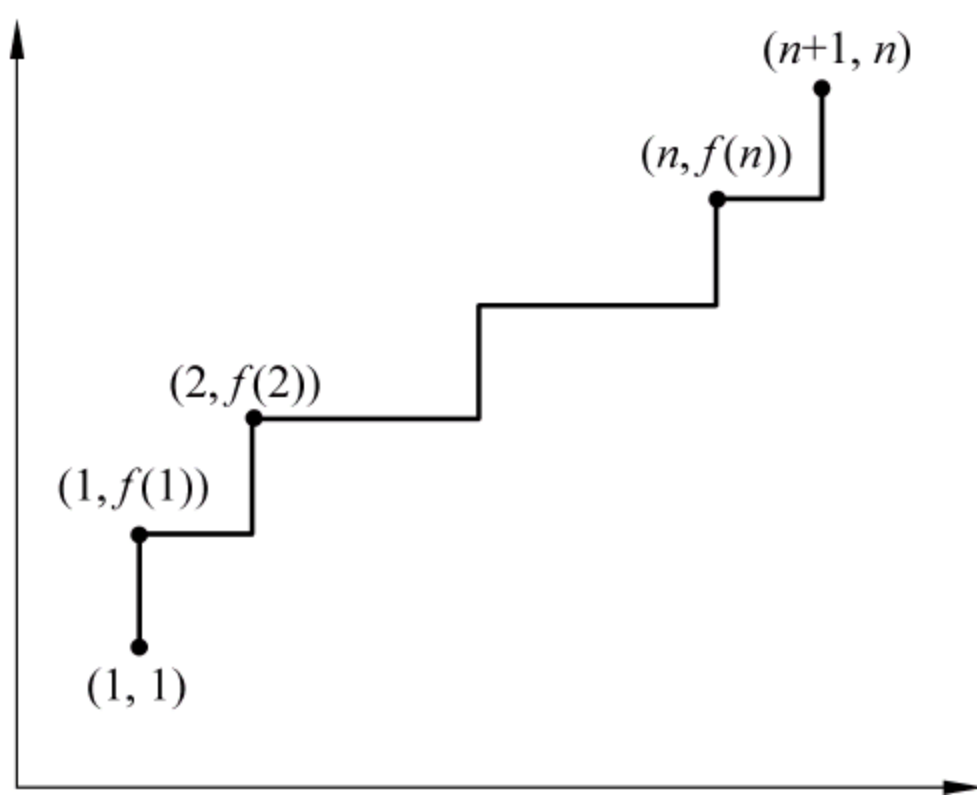 (n+1, n)
(n, f(n))
(2, f(2))
(1, f(1))
(1, 1)